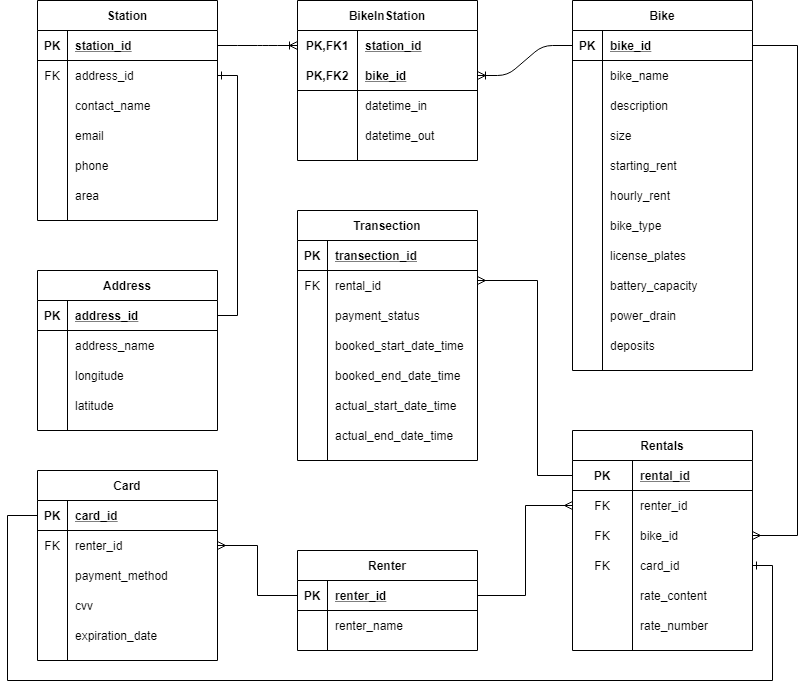 Station
PK station_id
FK address_id
contact_name
email
phone
area
BikeInStation
PK,FK1 station_id
PK,FK2 bike_id
datetime_in
datetime_out
Bike
PK bike_id
bike_name
description
size
starting_rent
hourly_rent
bike_type
license_plates
battery_capacity
power_drain
deposits
Transection
PK transection_id
FK rental_id
payment_status
booked_start_date_time
booked_end_date_time
actual_start_date_time
actual_end_date_time
Address
PK address_id
address_name
longitude
latitude
Rentals
PK rental_id
FK renter_id
FK bike_id
FK card_id
rate_content
rate_number
Card
PK card_id
FK renter_id
payment_method
cvv
expiration_date
Renter
PK renter_id
renter_name